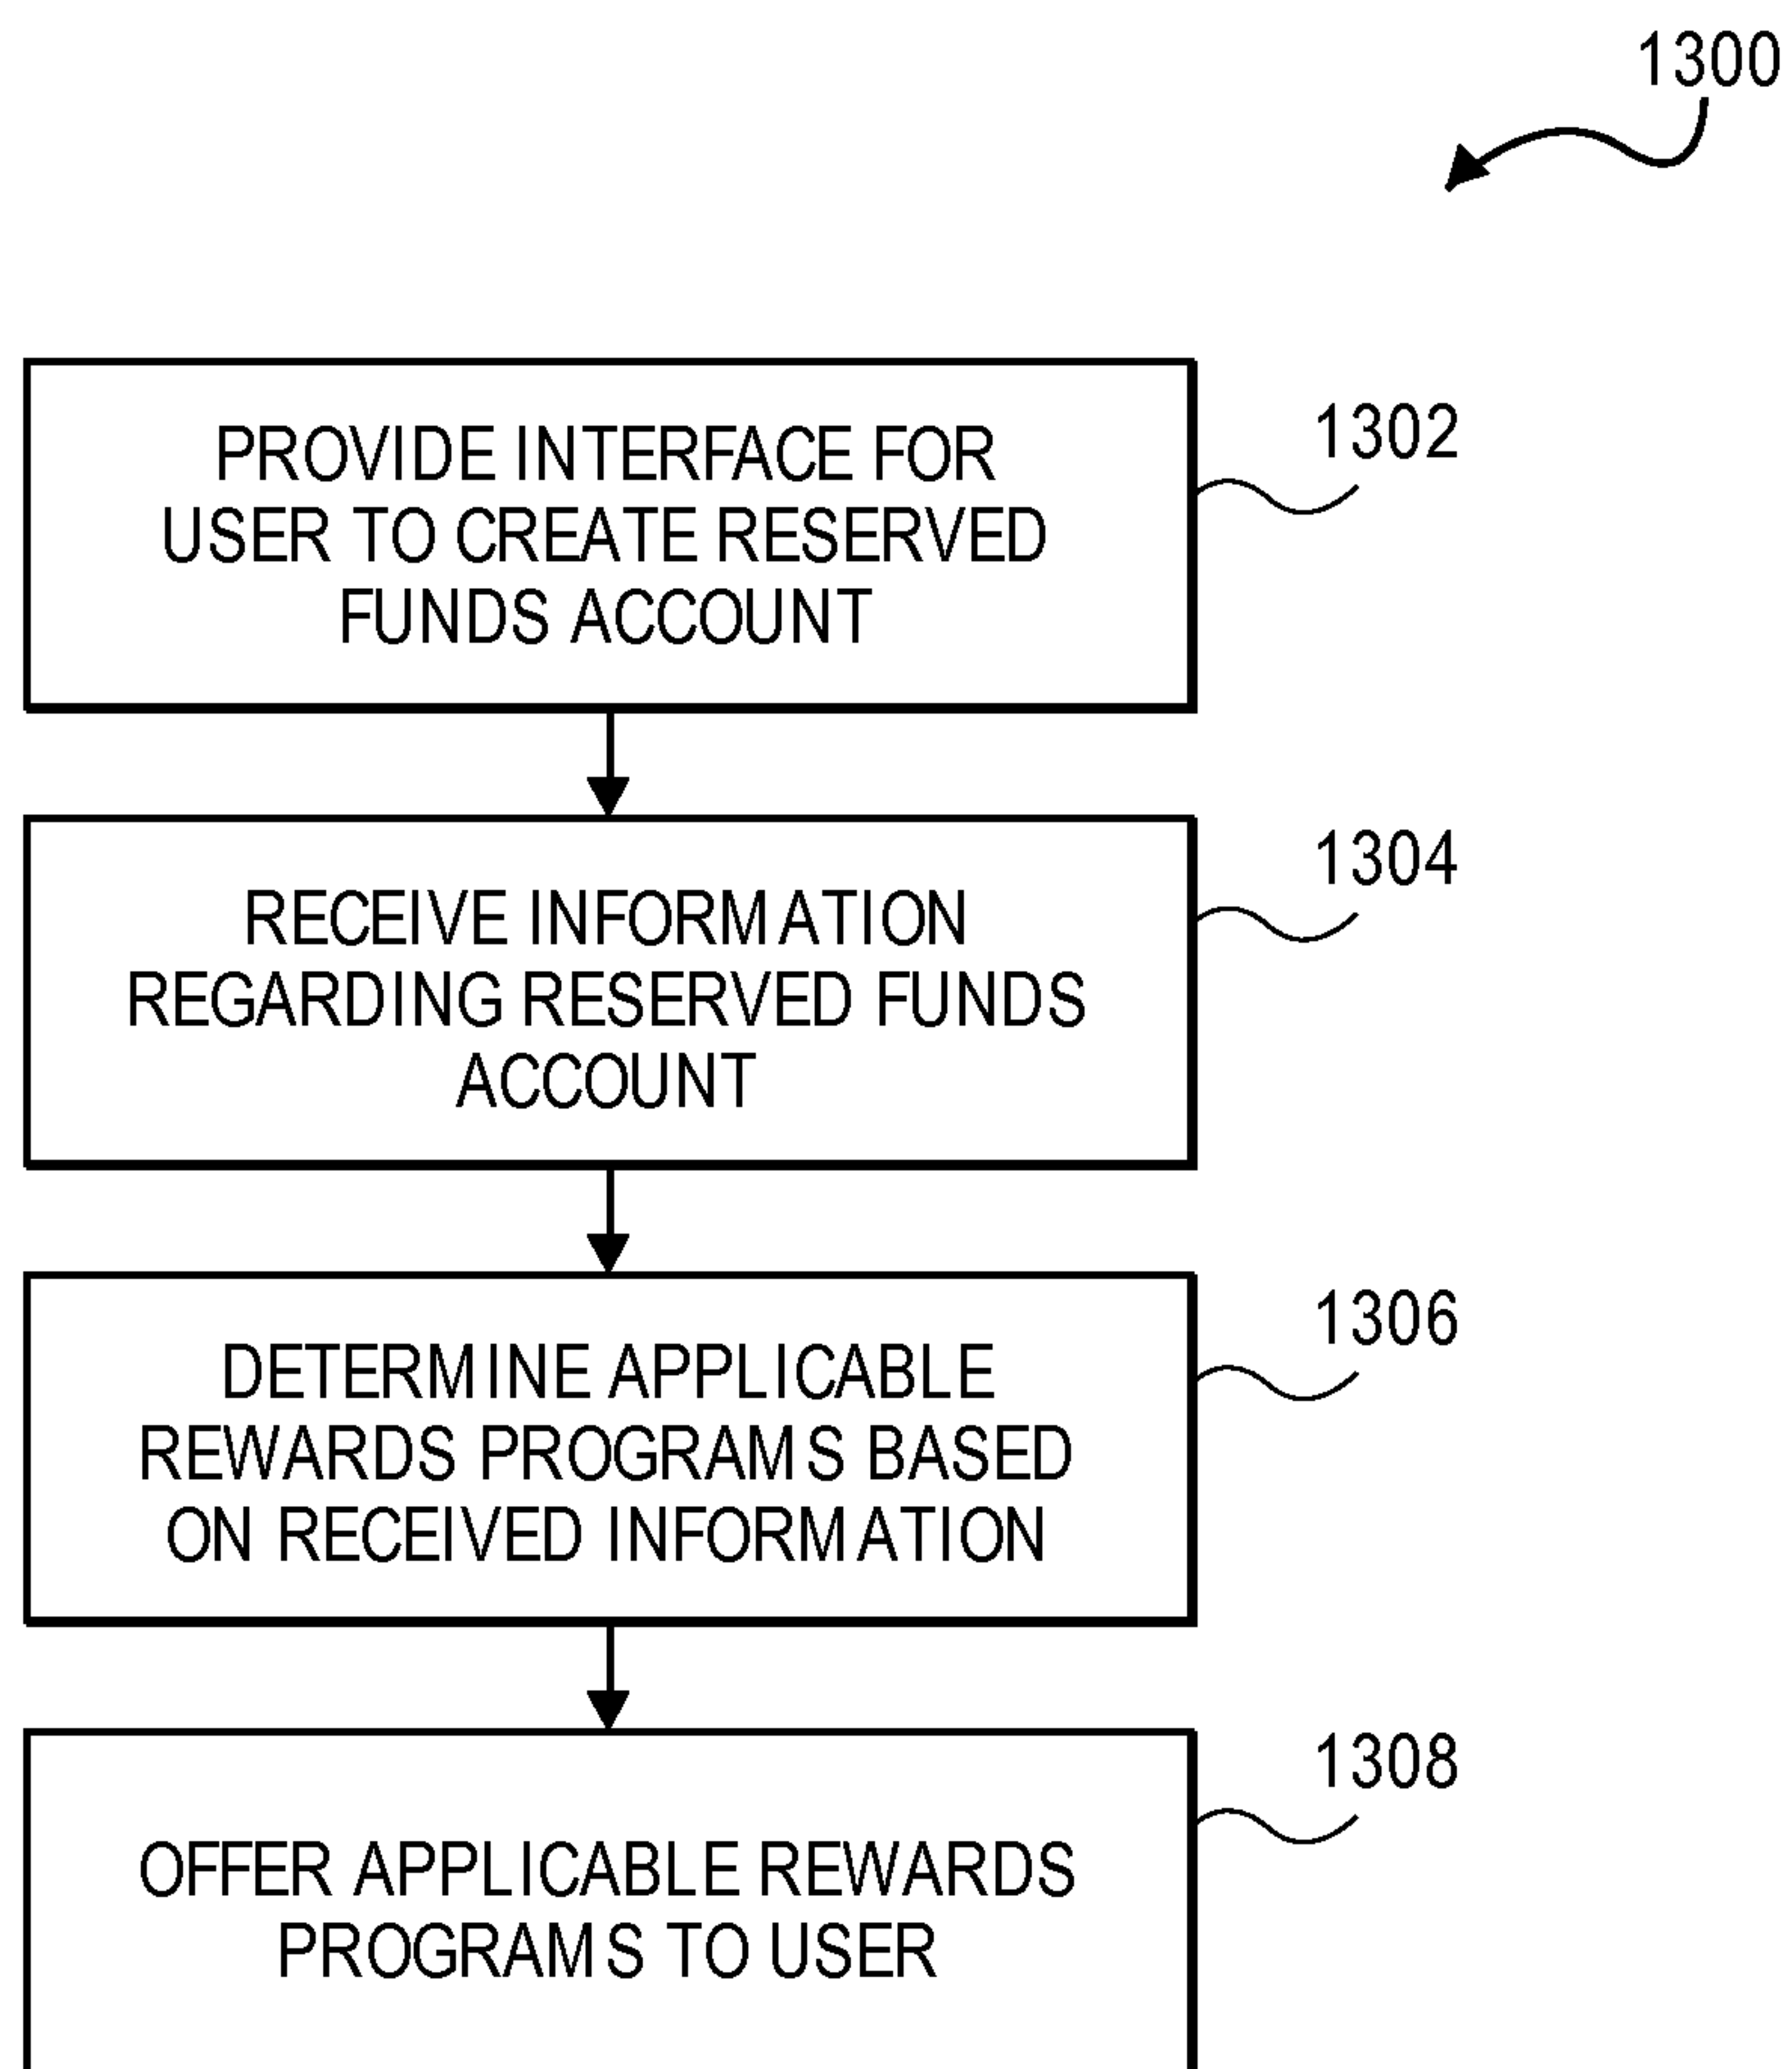 1300
PROVIDE INTERFACE FOR
USER TO CREATE RESERVED
FUNDS ACCOUNT
1302
RECEIVE INFORMATION
REGARDING RESERVED FUNDS
ACCOUNT
1304
DETERMINE APPLICABLE
REWARDS PROGRAMS BASED
ON RECEIVED INFORMATION
1306
OFFER APPLICABLE REWARDS
PROGRAMS TO USER
1308